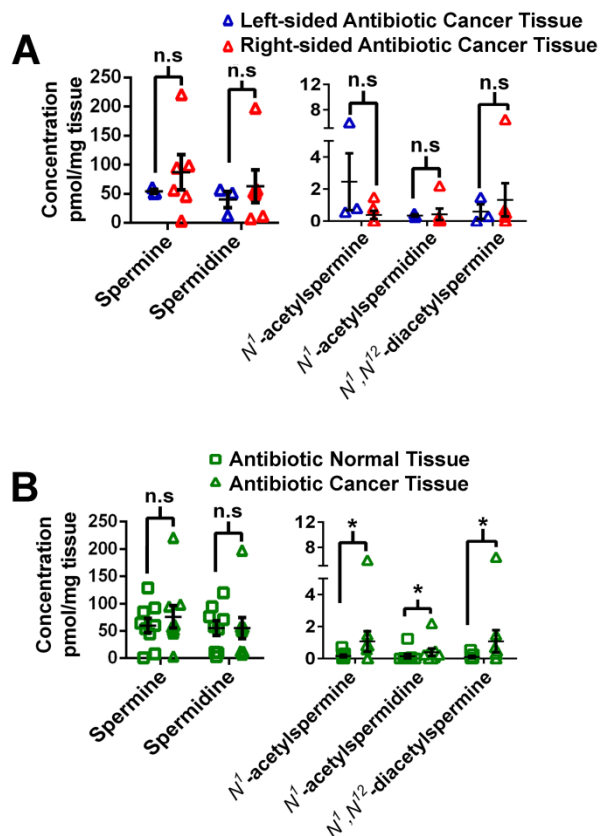 A
Left-sided Antibiotic Cancer Tissue
Right-sided Antibiotic Cancer Tissue
Concentration
pmol/mg tissue
250
200
150
100
50
0
n.s
n.s
Spermine
Spermidine
12
8
4
2
0
n.s
n.s
n.s
N1-acetylspermine
N1-acetylspermidine
N1,N12-diacetylspermine
B
Antibiotic Normal Tissue
Antibiotic Cancer Tissue
Concentration
pmol/mg tissue
250
200
150
100
50
0
n.s
n.s
Spermine
Spermidine
12
8
4
2
0
*
*
*
N1-acetylspermine
N1-acetylspermidine
N1,N12-diacetylspermine